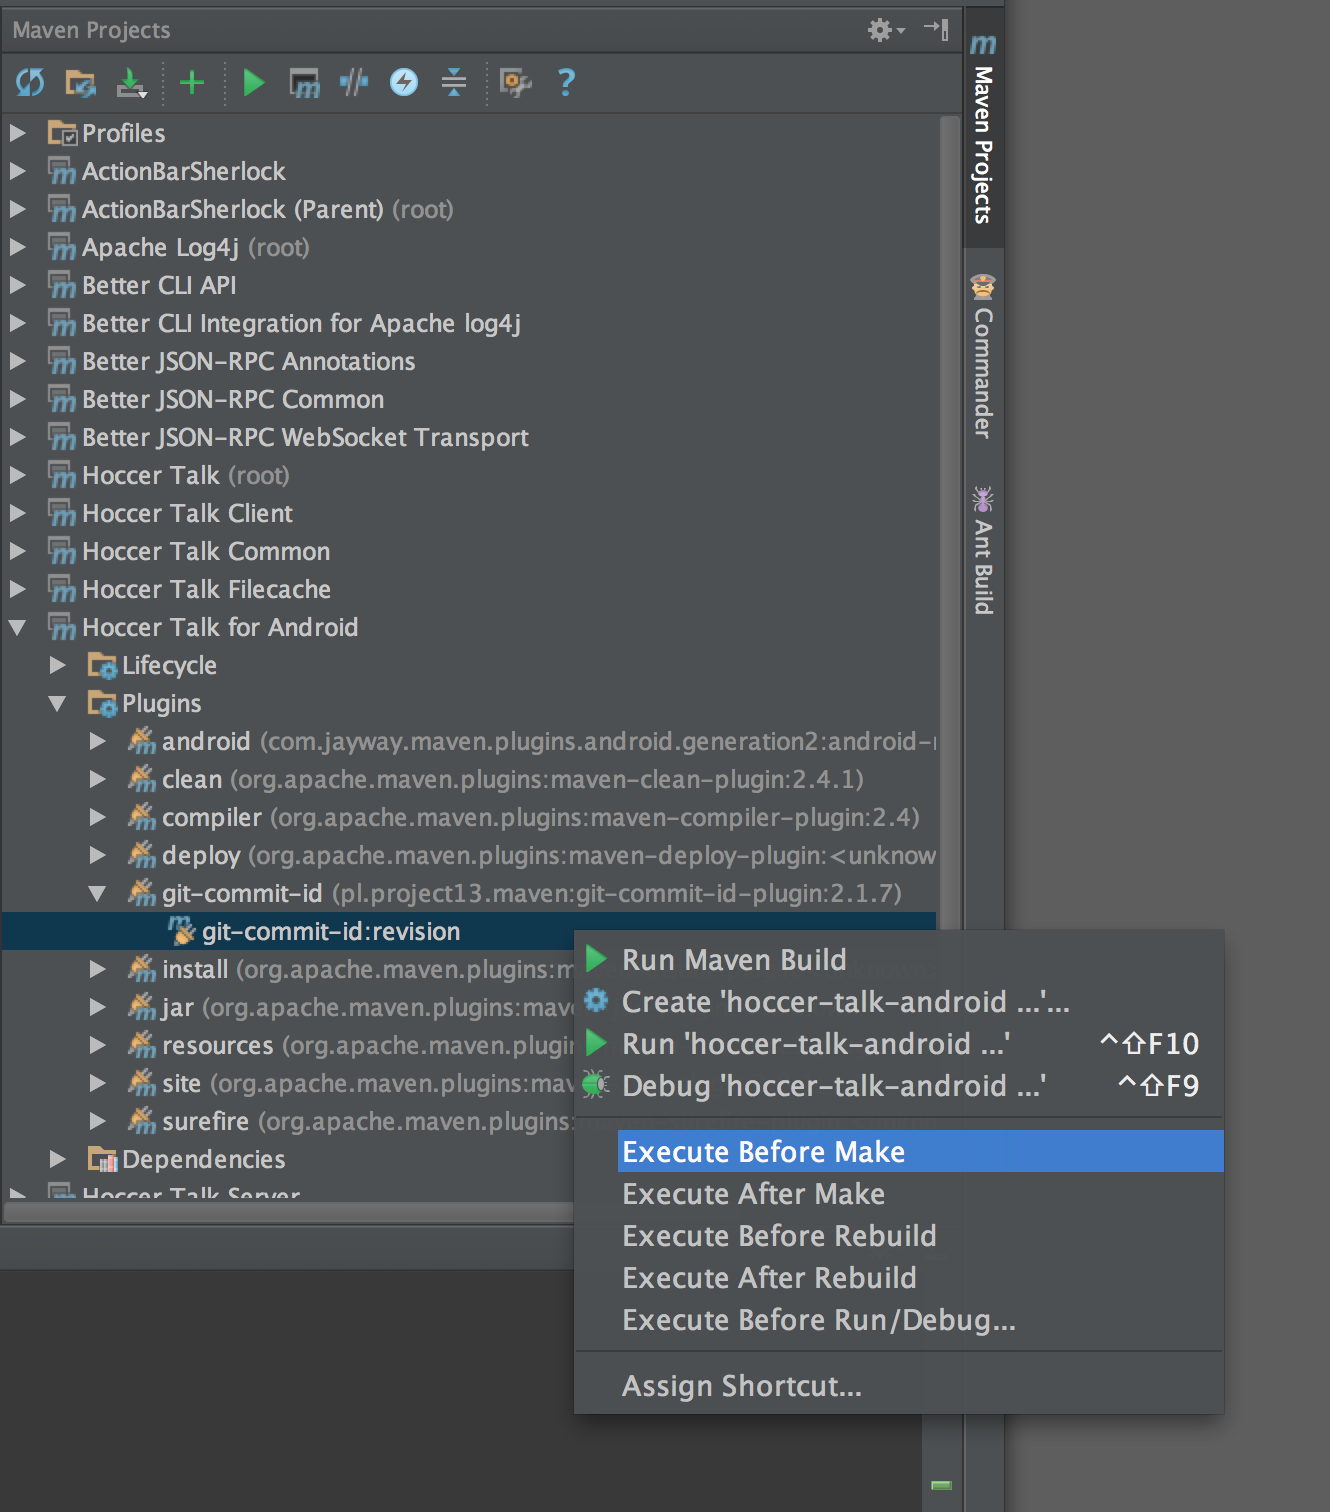 Maven Projects
Profiles
ActionBarSherlock
ActionBarSherlock (Parent) (root)
Apache Log4j (root)
Better CLI API
Better CLI Integration for Apache log4j
Better JSON-RPC Annotations
Better JSON-RPC Common
Better JSON-RPC WebSocket Transport
Hoccer Talk (root)
Hoccer Talk Client
Hoccer Talk Common
Hoccer Talk Filecache
Hoccer Talk for Android
Lifecycle
Plugins
android (com.jayway.maven.plugins.android.generation2:android-
clean (org.apache.maven.plugins:maven-clean-plugin:2.4.1)
compiler (org.apache.maven.plugins:maven-compiler-plugin:2.4)
deploy (org.apache.maven.plugins:maven-deploy-plugin:<unknow
git-commit-id (pl.project13.maven:git-commit-id-plugin:2.1.7)
git-commit-id:revision
install (org.apache.maven.plugins:m
jar (org.apache.maven.plugins:mav
resources (org.apache.maven.plugi
site (org.apache.maven.plugins:ma
surefire (org.apache.maven.plugins:
Dependencies
Hoccer Talk Server
Run Maven Build
Create 'hoccer-talk-android ...'...
Run 'hoccer-talk-android ...' ^⇧F10
Debug 'hoccer-talk-android ...' ^⇧F9
Execute Before Make
Execute After Make
Execute Before Rebuild
Execute After Rebuild
Execute Before Run/Debug...
Assign Shortcut...
Maven Projects
Commander
Ant Build